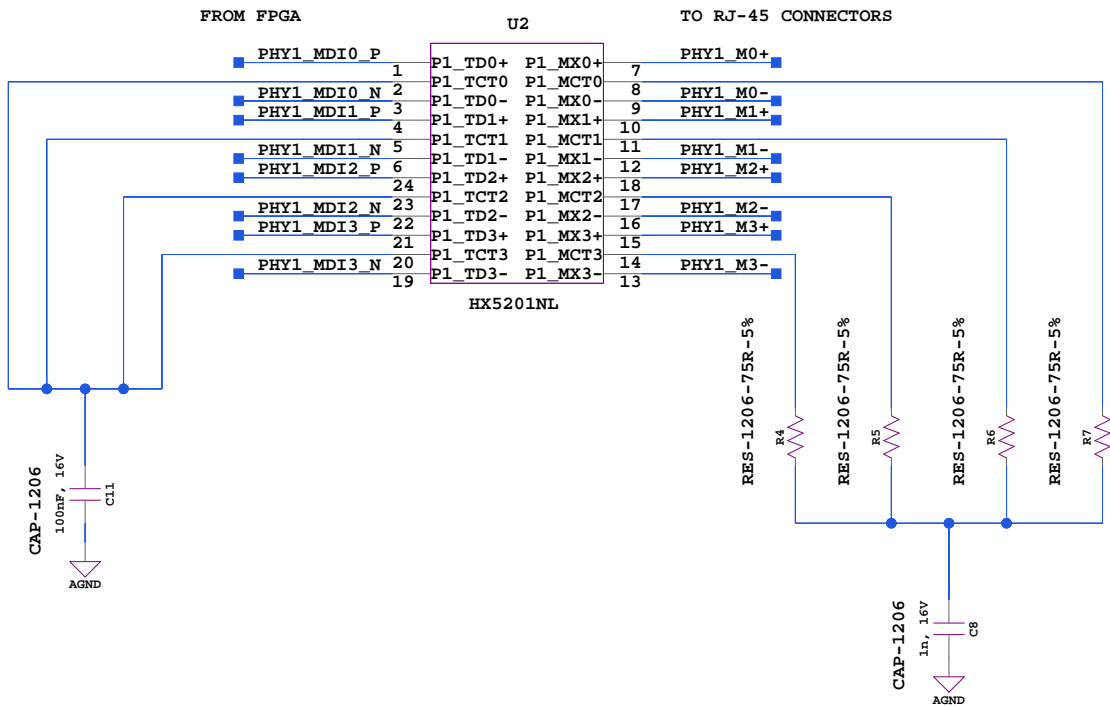 FROM FPGA
U2
TO RJ-45 CONNECTORS
PHY1_MDI0_P 1 P1_TD0+ P1_MX0+ 7 PHY1_M0+
2 P1_TCT0 P1_MCT0 8
PHY1_MDI0_N 3 P1_TD0- P1_MX0- 9 PHY1_M0-
PHY1_MDI1_P 4 P1_TD1+ P1_MX1+ 10 PHY1_M1+
5 P1_TCT1 P1_MCT1 11
PHY1_MDI1_N 6 P1_TD1- P1_MX1- 12 PHY1_M1-
PHY1_MDI2_P 24 P1_TD2+ P1_MX2+ 18 PHY1_M2+
23 P1_TCT2 P1_MCT2 17
PHY1_MDI2_N 22 P1_TD2- P1_MX2- 16 PHY1_M2-
PHY1_MDI3_P 21 P1_TD3+ P1_MX3+ 15 PHY1_M3+
20 P1_TCT3 P1_MCT3 14
PHY1_MDI3_N 19 P1_TD3- P1_MX3- 13 PHY1_M3-
HX5201NL
RES-1206-75R-5%
R4
RES-1206-75R-5%
R5
RES-1206-75R-5%
R6
RES-1206-75R-5%
R7
CAP-1206
100nF, 16V
C11
AGND
CAP-1206
1n, 16V
C8
AGND